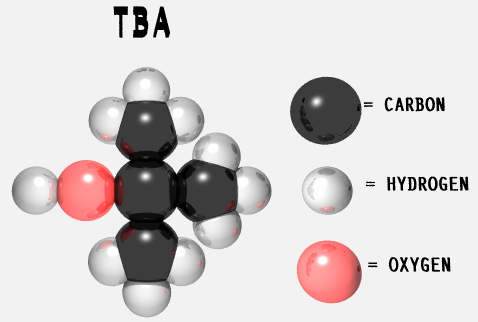 TBA
= CARBON
= HYDROGEN
= OXYGEN